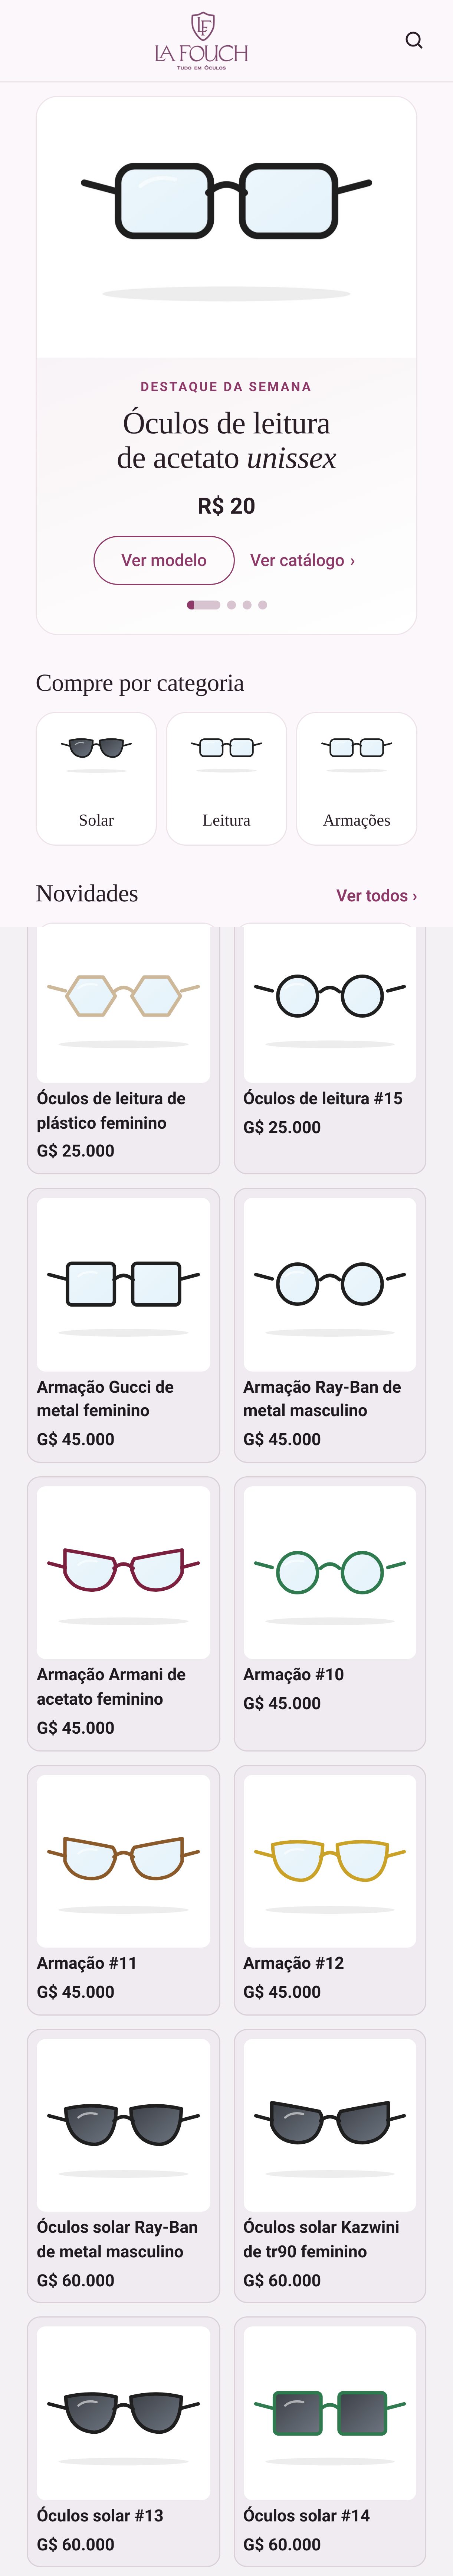 LF
LA FOUCH
Tudo em Óculos
DESTAQUE DA SEMANA
Óculos de leitura
de acetato unissex
R$ 20
Ver modelo
Ver catálogo ›
Compre por categoria
Solar
Leitura
Armações
Novidades
Ver todos ›
Óculos de leitura de
plástico feminino
G$ 25.000
Óculos de leitura #15
G$ 25.000
Armação Gucci de
metal feminino
G$ 45.000
Armação Ray-Ban de
metal masculino
G$ 45.000
Armação Armani de
acetato feminino
G$ 45.000
Armação #10
G$ 45.000
Armação #11
G$ 45.000
Armação #12
G$ 45.000
Óculos solar Ray-Ban
de metal masculino
G$ 60.000
Óculos solar Kazwini
de tr90 feminino
G$ 60.000
Óculos solar #13
G$ 60.000
Óculos solar #14
G$ 60.000